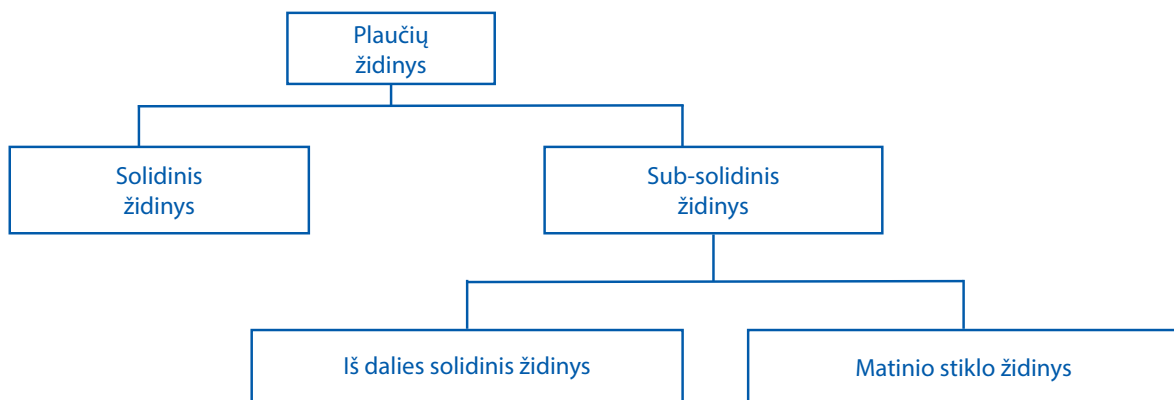 Plaučių
židinys
Solidinis
židinys
Sub-solidinis
židinys
Iš dalies solidinis židinys
Matinio stiklo židinys